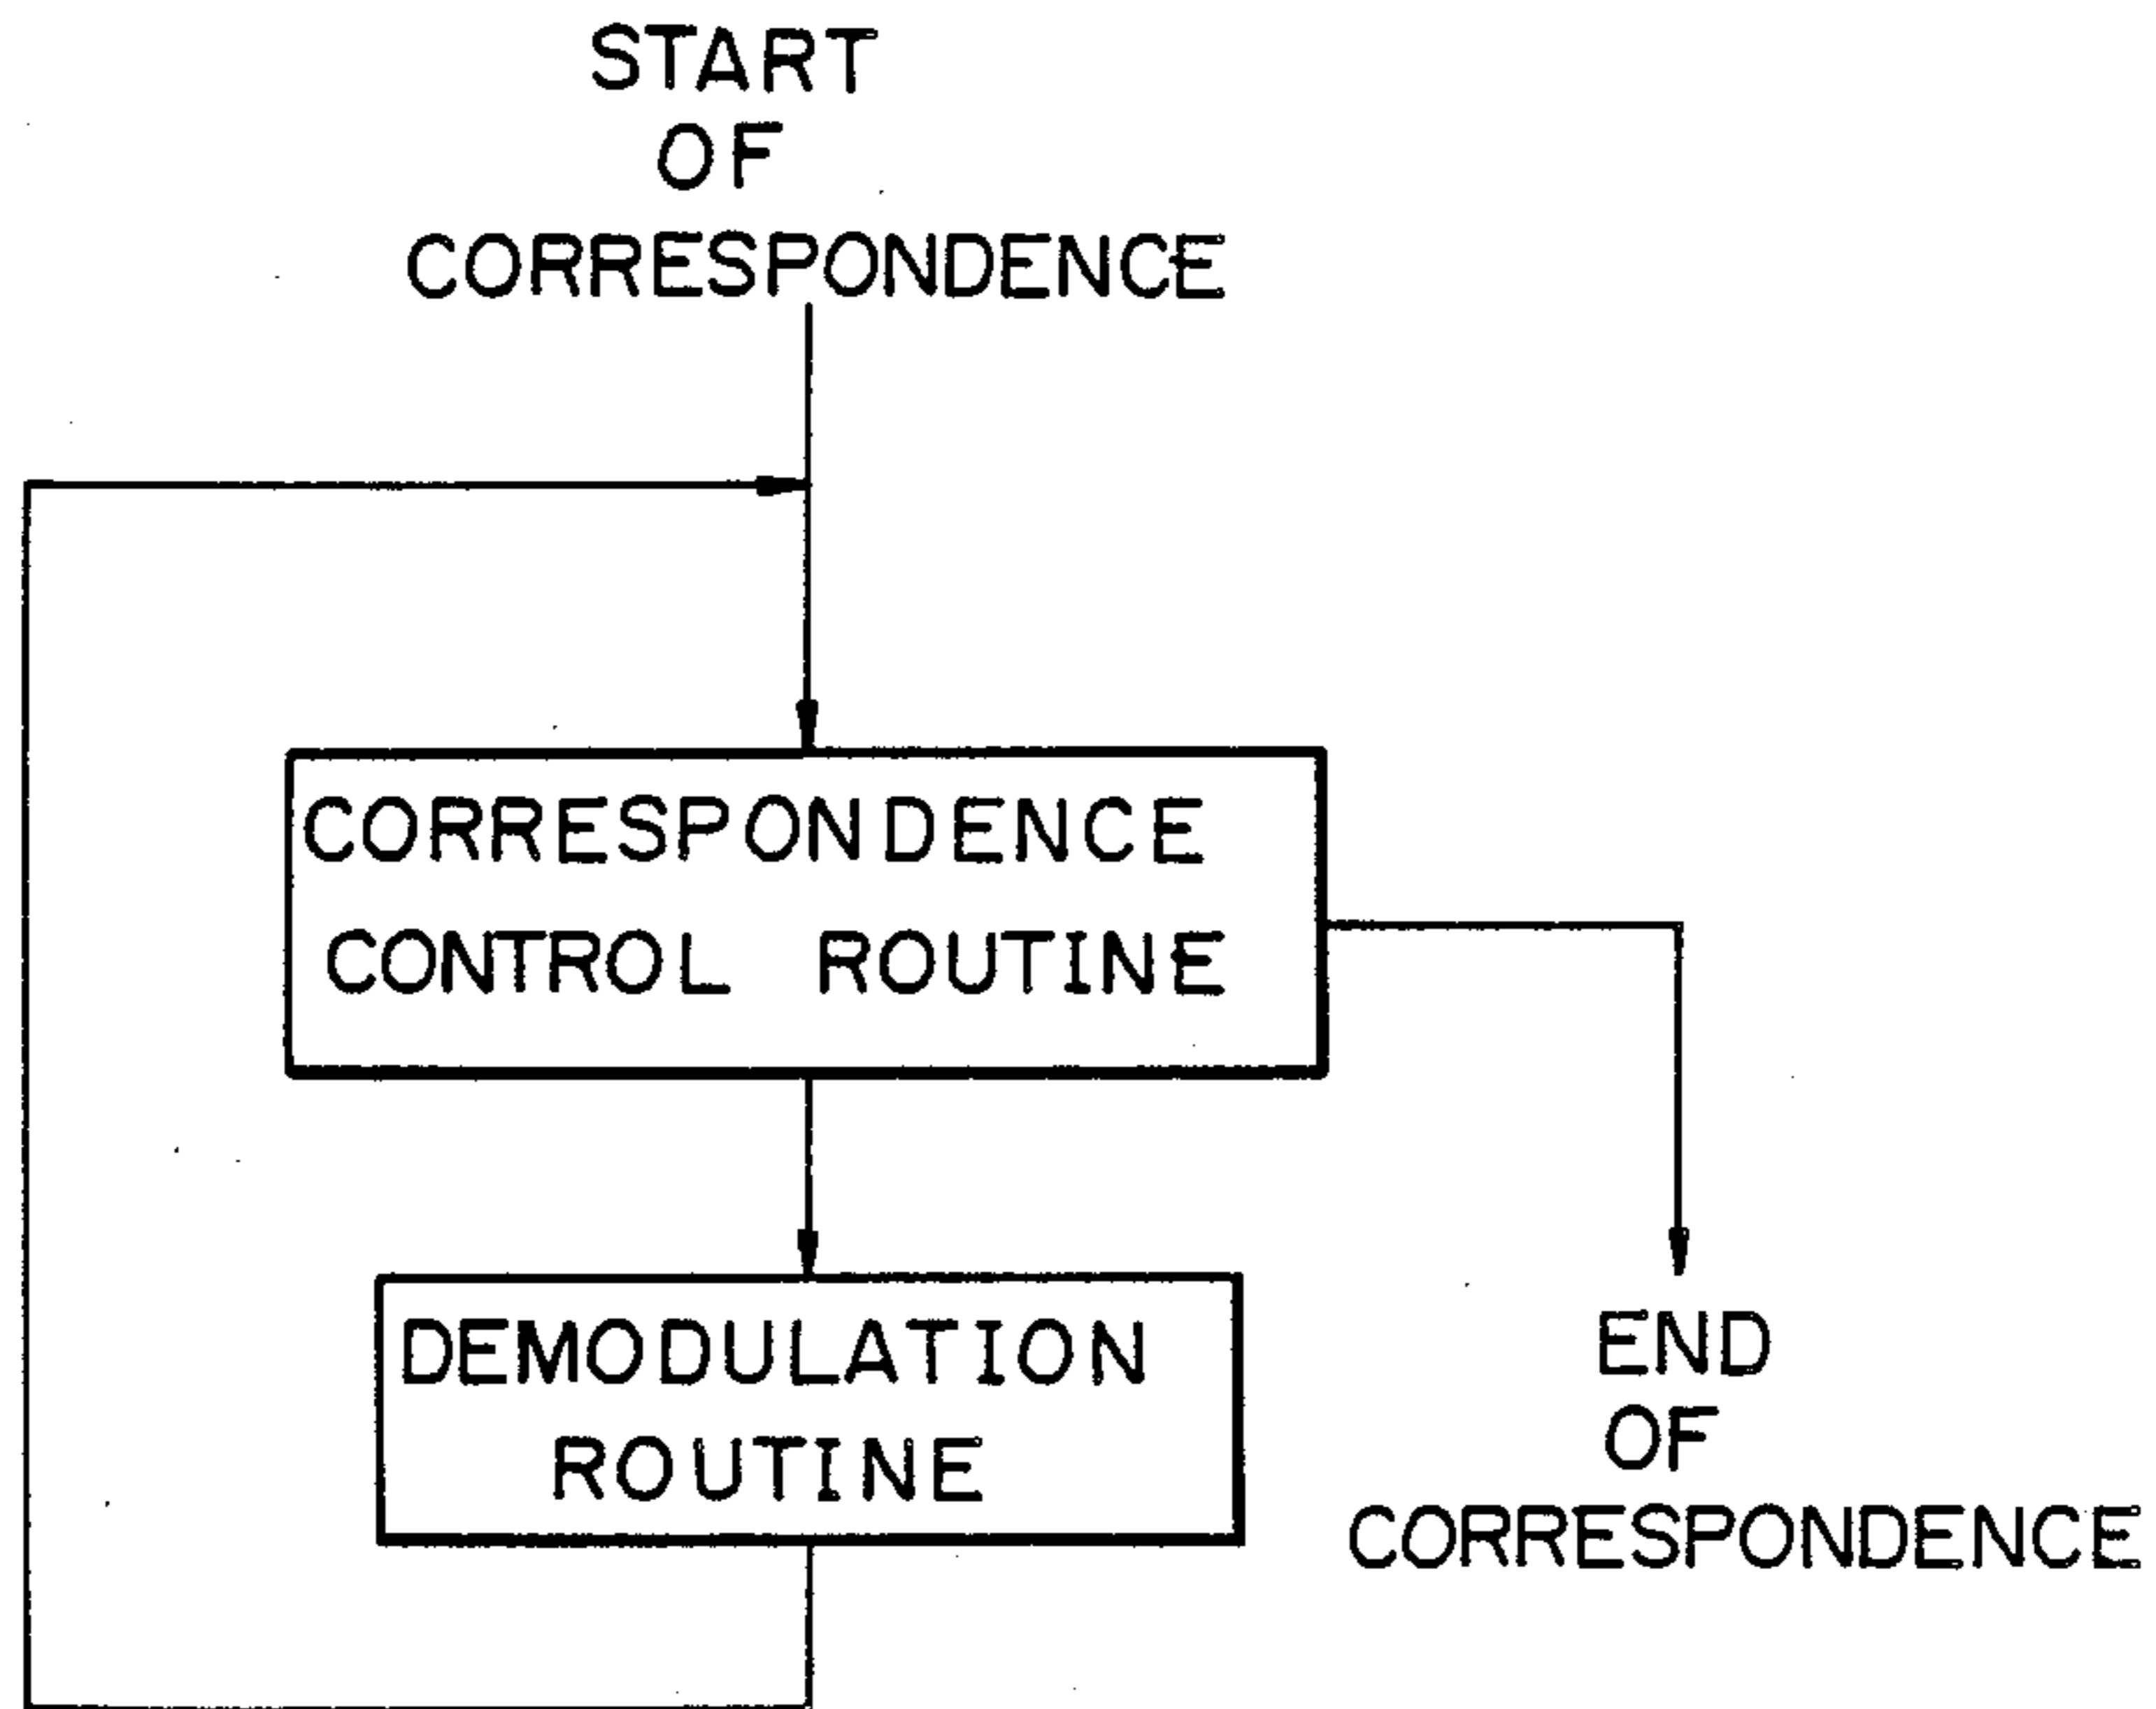 START
OF
CORRESPONDENCE
CORRESPONDENCE
CONTROL ROUTINE
DEMODULATION
ROUTINE
END
OF
CORRESPONDENCE